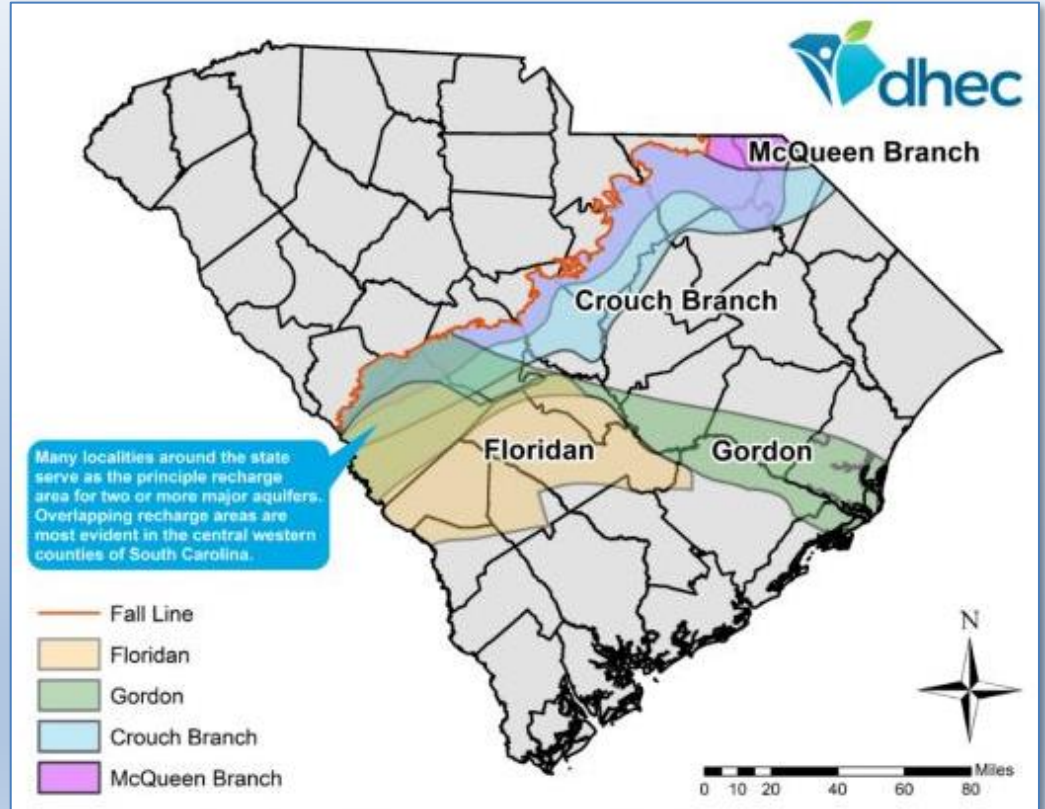 dhec
McQueen Branch
Crouch Branch
Floridan
Gordon
Many localities around the state
serve as the principle recharge
area for two or more major aquifers.
Overlapping recharge areas are
most evident in the central western
counties of South Carolina.
Fall Line
Floridan
Gordon
Crouch Branch
McQueen Branch
N
Miles
0 10 20 40 60 80